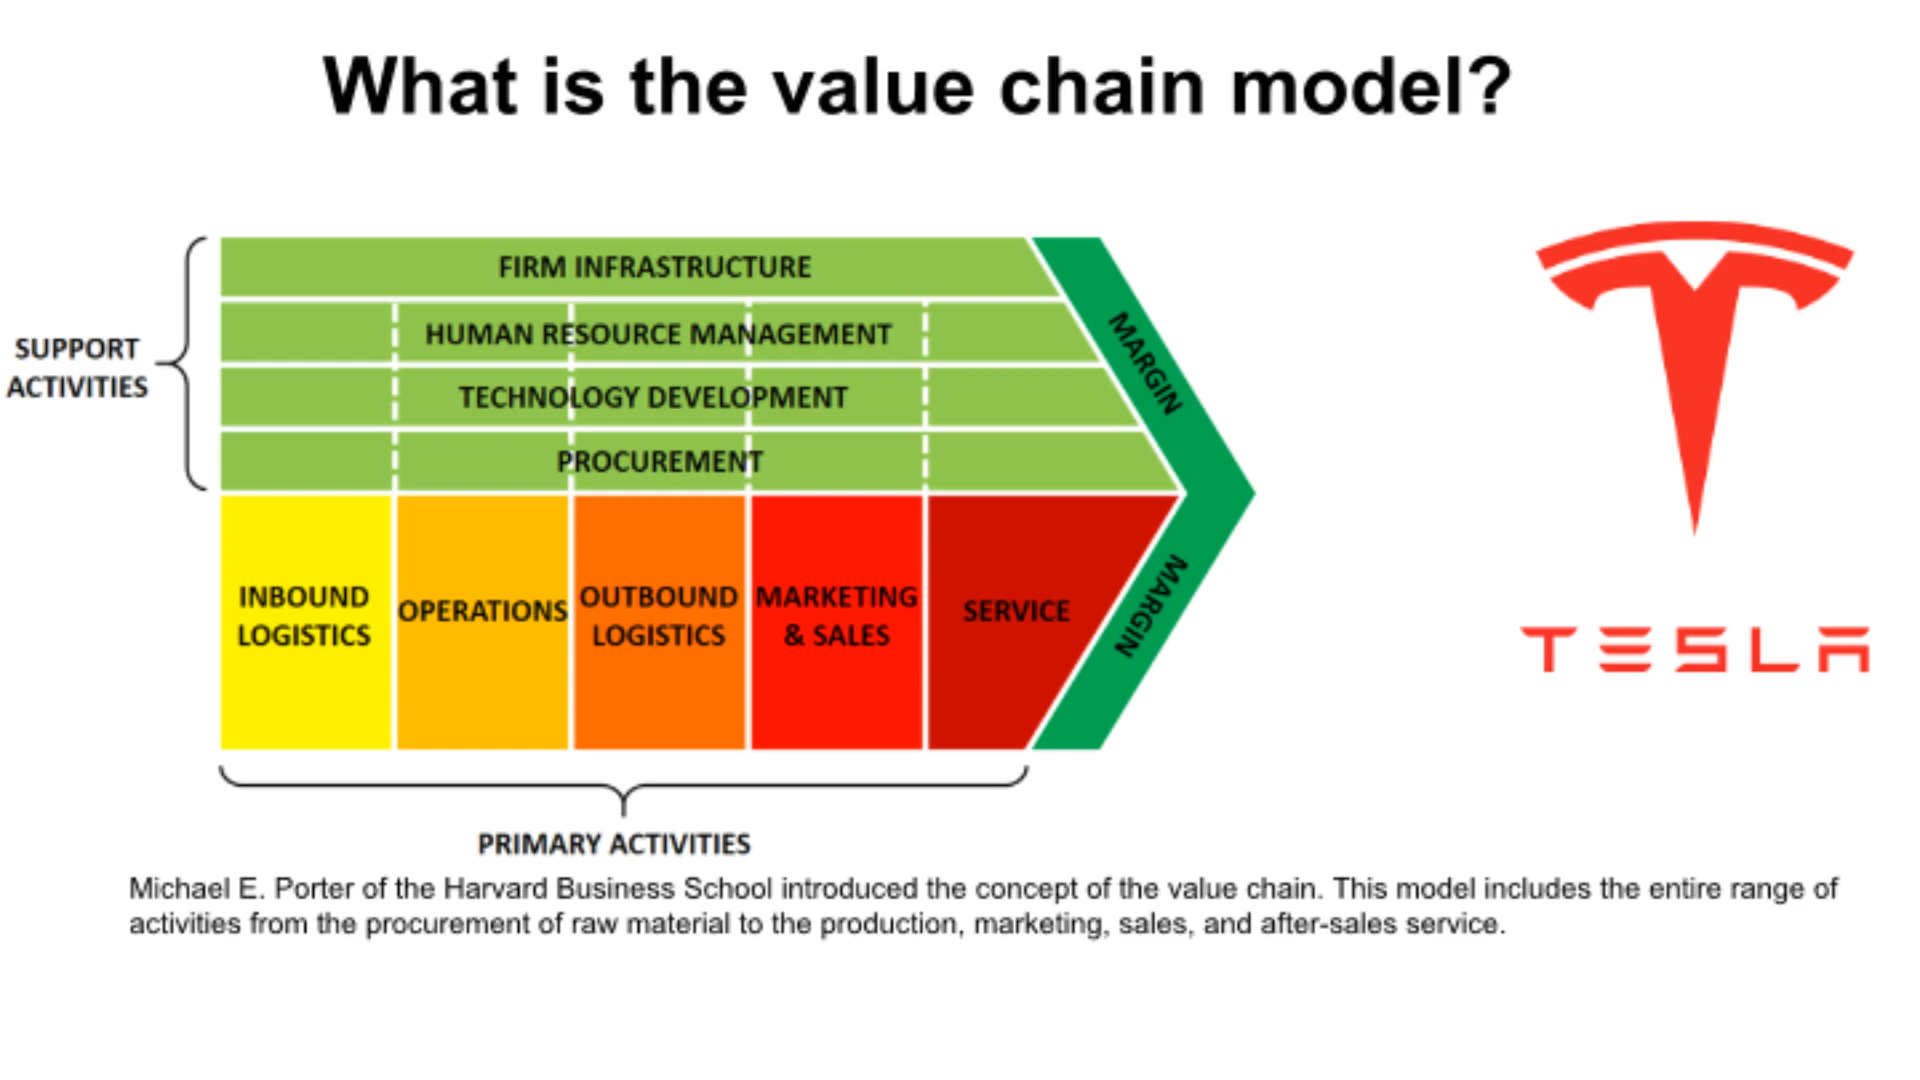 What is the value chain model?
SUPPORT
ACTIVITIES
FIRM INFRASTRUCTURE
HUMAN RESOURCE MANAGEMENT
TECHNOLOGY DEVELOPMENT
PROCUREMENT
MARGIN
MARGIN
INBOUND
LOGISTICS
OPERATIONS
OUTBOUND
LOGISTICS
MARKETING
& SALES
SERVICE
PRIMARY ACTIVITIES
TESLA
Michael E. Porter of the Harvard Business School introduced the concept of the value chain. This model includes the entire range of
activities from the procurement of raw material to the production, marketing, sales, and after-sales service.